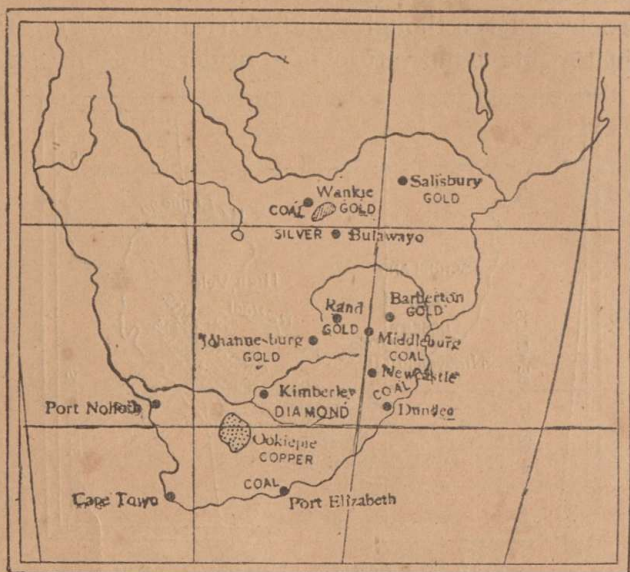 Wankie
Salisbury
COAL
GOLD
GOLD
SILVER
Bulawayo
Rand
Barberton
GOLD
GOLD
Johannesburg
Middleburg
GOLD
COAL
Newcastle
Kimberley
COAL
Port Nolloth
DIAMOND
Dundee
Ookiepie
COPPER
COAL
Cape Town
Port Elizabeth